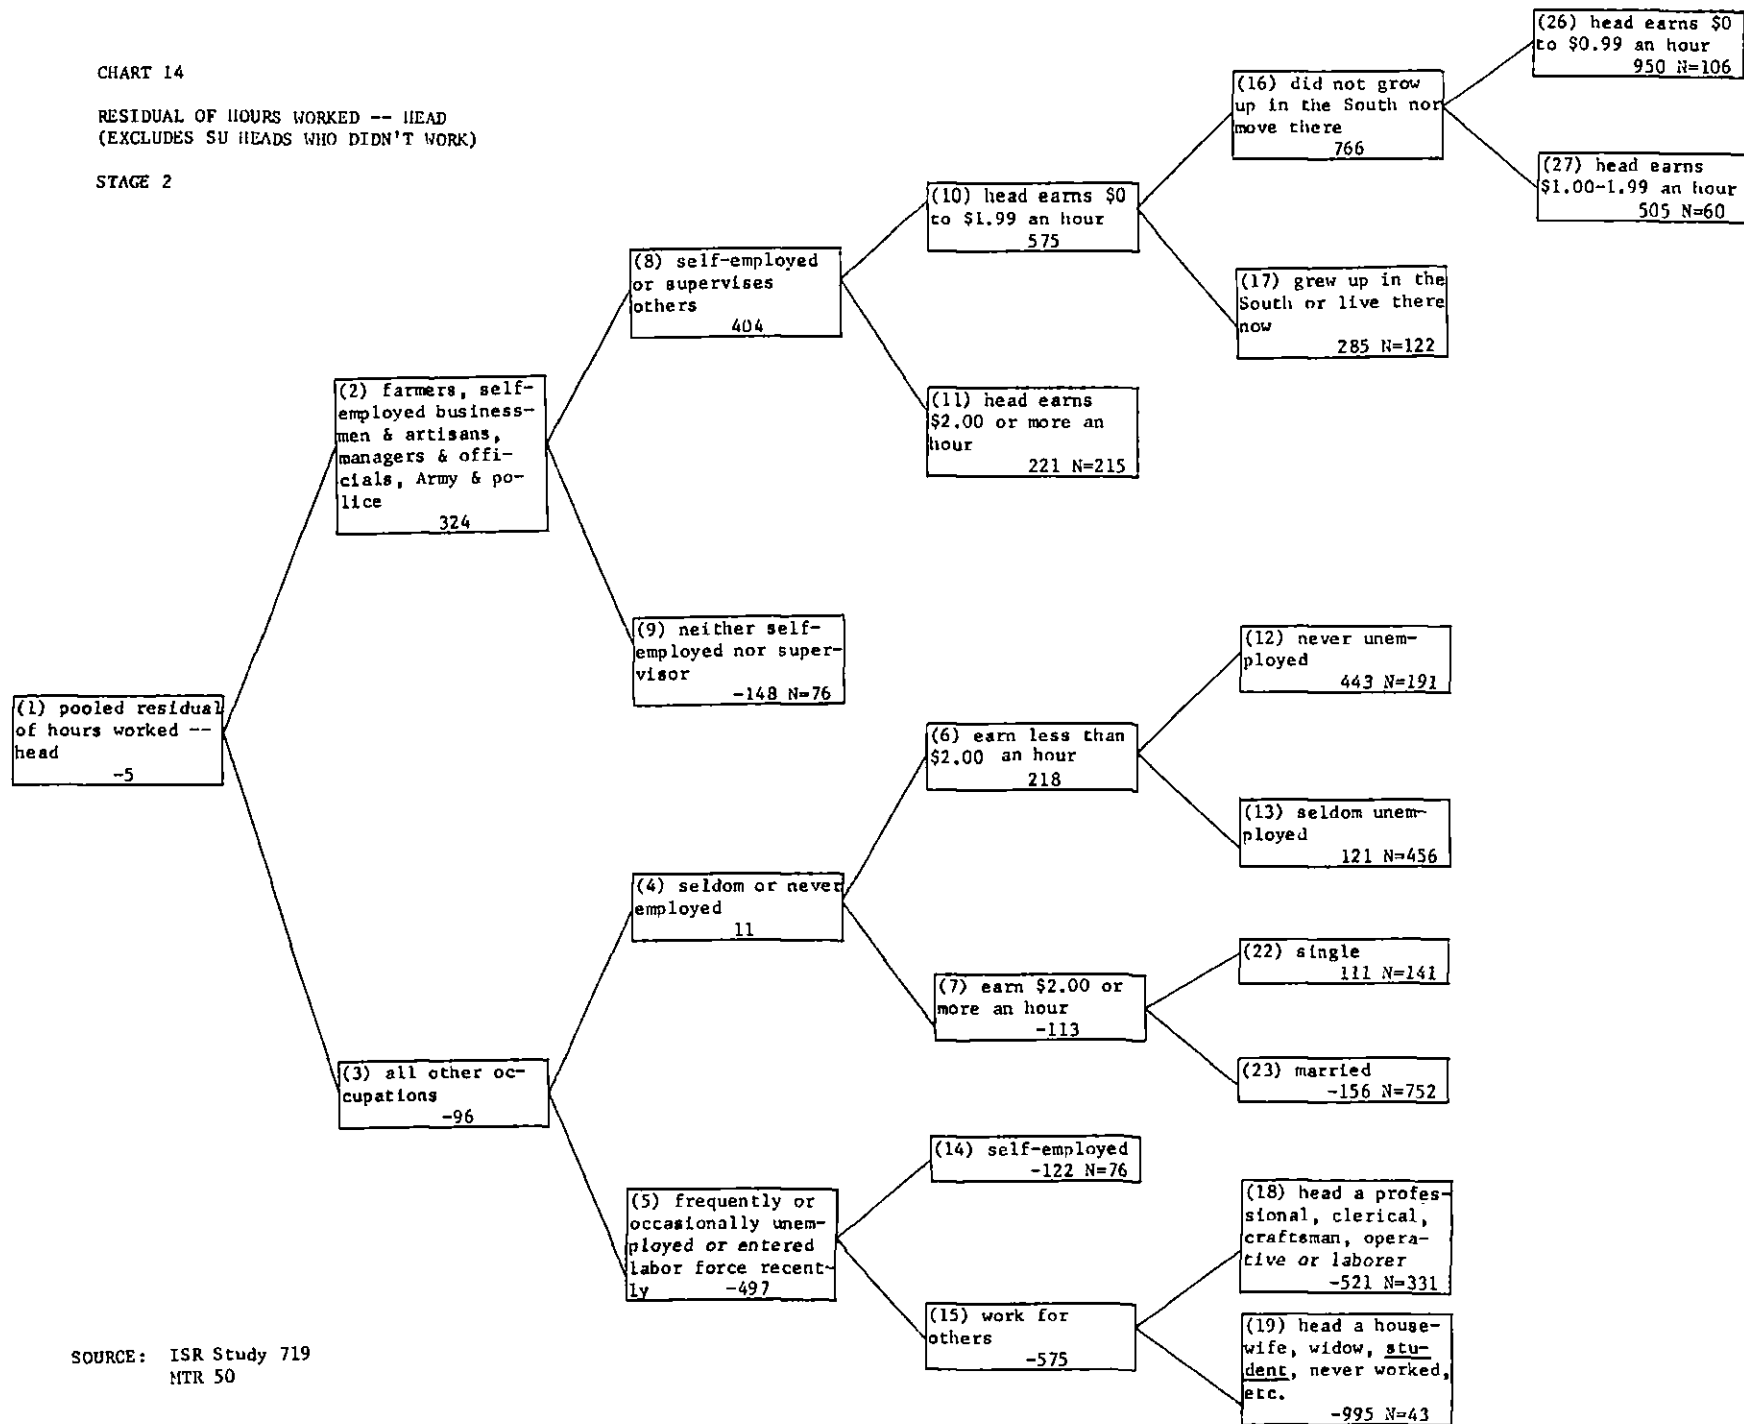 CHART 14
RESIDUAL OF HOURS WORKED -- HEAD
(EXCLUDES SU HEADS WHO DIDN'T WORK)
STAGE 2
(1) pooled residual
of hours worked --
head
-5
(2) farmers, self-
employed business-
men & artisans,
managers & offi-
cials, Army & po-
lice
324
(3) all other oc-
cupations
-96
(8) self-employed
or supervises
others
404
(9) neither self-
employed nor super-
visor
-148 N=76
(4) seldom or never
employed
11
(5) frequently or
occasionally unem-
ployed or entered
labor force recent-
ly -497
(10) head earns $0
to $1.99 an hour
575
(11) head earns
$2.00 or more an
hour
221 N=215
(6) earn less than
$2.00 an hour
218
(7) earn $2.00 or
more an hour
-113
(14) self-employed
-122 N=76
(15) work for
others
-575
(16) did not grow
up in the South nor
move there
766
(17) grew up in the
South or live there
now
285 N=122
(12) never unem-
ployed
443 N=191
(13) seldom unem-
ployed
121 N=456
(22) single
111 N=141
(23) married
-156 N=752
(18) head a profes-
sional, clerical,
craftsman, opera-
tive or laborer
-521 N=331
(19) head a house-
wife, widow, stu-
dent, never worked,
etc.
-995 N=43
(26) head earns $0
to $0.99 an hour
950 N=106
(27) head earns
$1.00-1.99 an hour
505 N=60
SOURCE: ISR Study 719
MTR 50